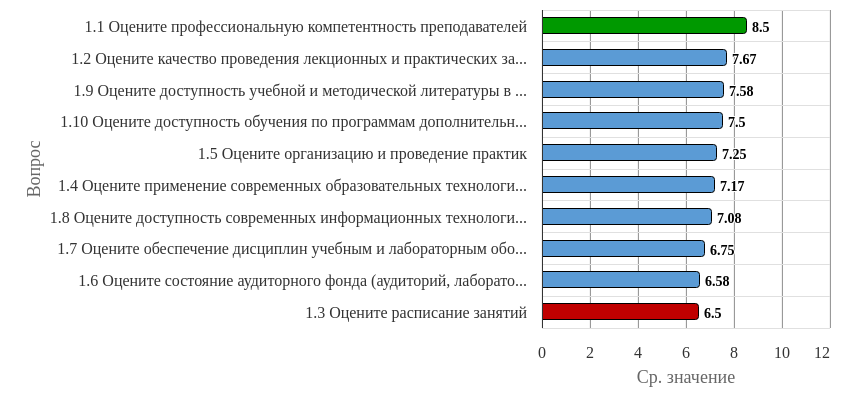 1.1 Оцените профессиональную компетентность преподавателей 8.5
1.2 Оцените качество проведения лекционных и практических за... 7.67
1.9 Оцените доступность учебной и методической литературы в ... 7.58
1.10 Оцените доступность обучения по программам дополнительн... 7.5
1.5 Оцените организацию и проведение практик 7.25
1.4 Оцените применение современных образовательных технологи... 7.17
1.8 Оцените доступность современных информационных технологи... 7.08
1.7 Оцените обеспечение дисциплин учебным и лабораторным обо... 6.75
1.6 Оцените состояние аудиторного фонда (аудиторий, лаборато... 6.58
1.3 Оцените расписание занятий 6.5
Вопрос
0 2 4 6 8 10 12
Ср. значение